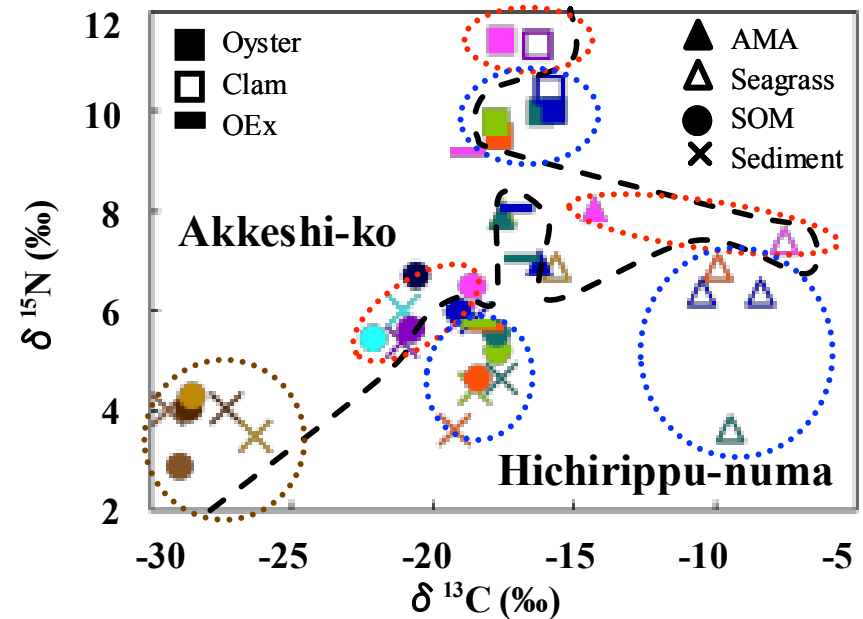 12
10
8
6
4
2
δ ¹⁵N (‰)
Oyster
Clam
OEx
AMA
Seagrass
SOM
Sediment
Akkeshi-ko
Hichirippu-numa
-30 -25 -20 -15 -10 -5
δ ¹³C (‰)